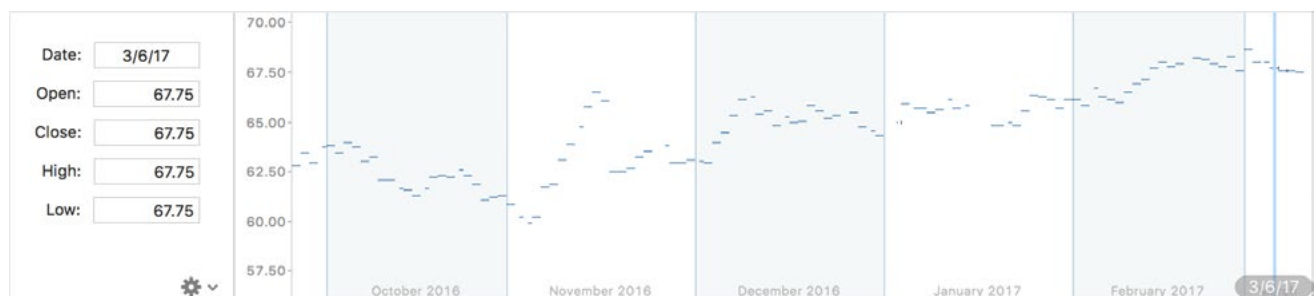 Date: 3/6/17
Open: 67.75
Close: 67.75
High: 67.75
Low: 67.75
70.00
67.50
65.00
62.50
60.00
57.50
October 2016 November 2016 December 2016 January 2017 February 2017 3/6/17